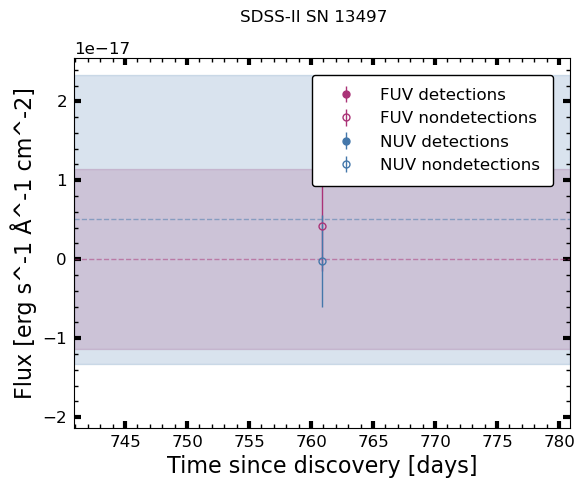 SDSS-II SN 13497
1e−17
FUV detections
FUV nondetections
NUV detections
NUV nondetections
2
1
0
−1
−2
Flux [erg s^-1 Å^-1 cm^-2]
745 750 755 760 765 770 775 780
Time since discovery [days]